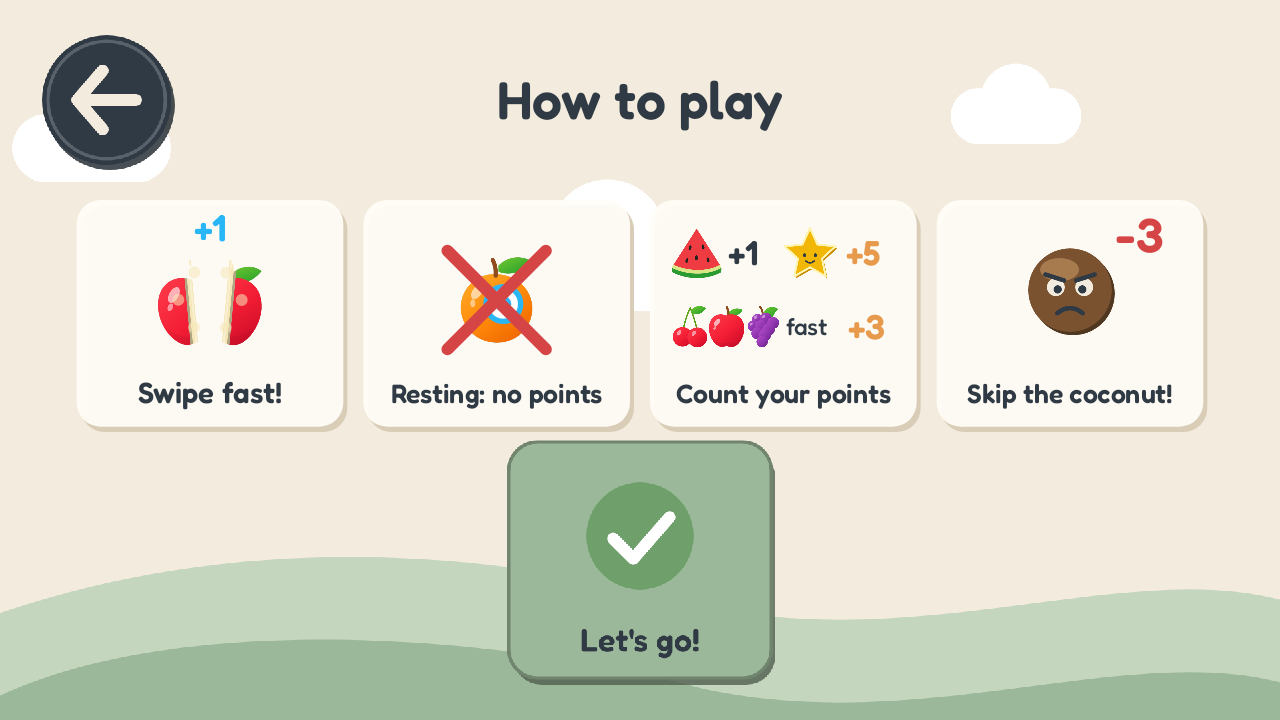 How to play
+1
Swipe fast!
Resting: no points
+1 +5
fast +3
Count your points
-3
Skip the coconut!
Let's go!